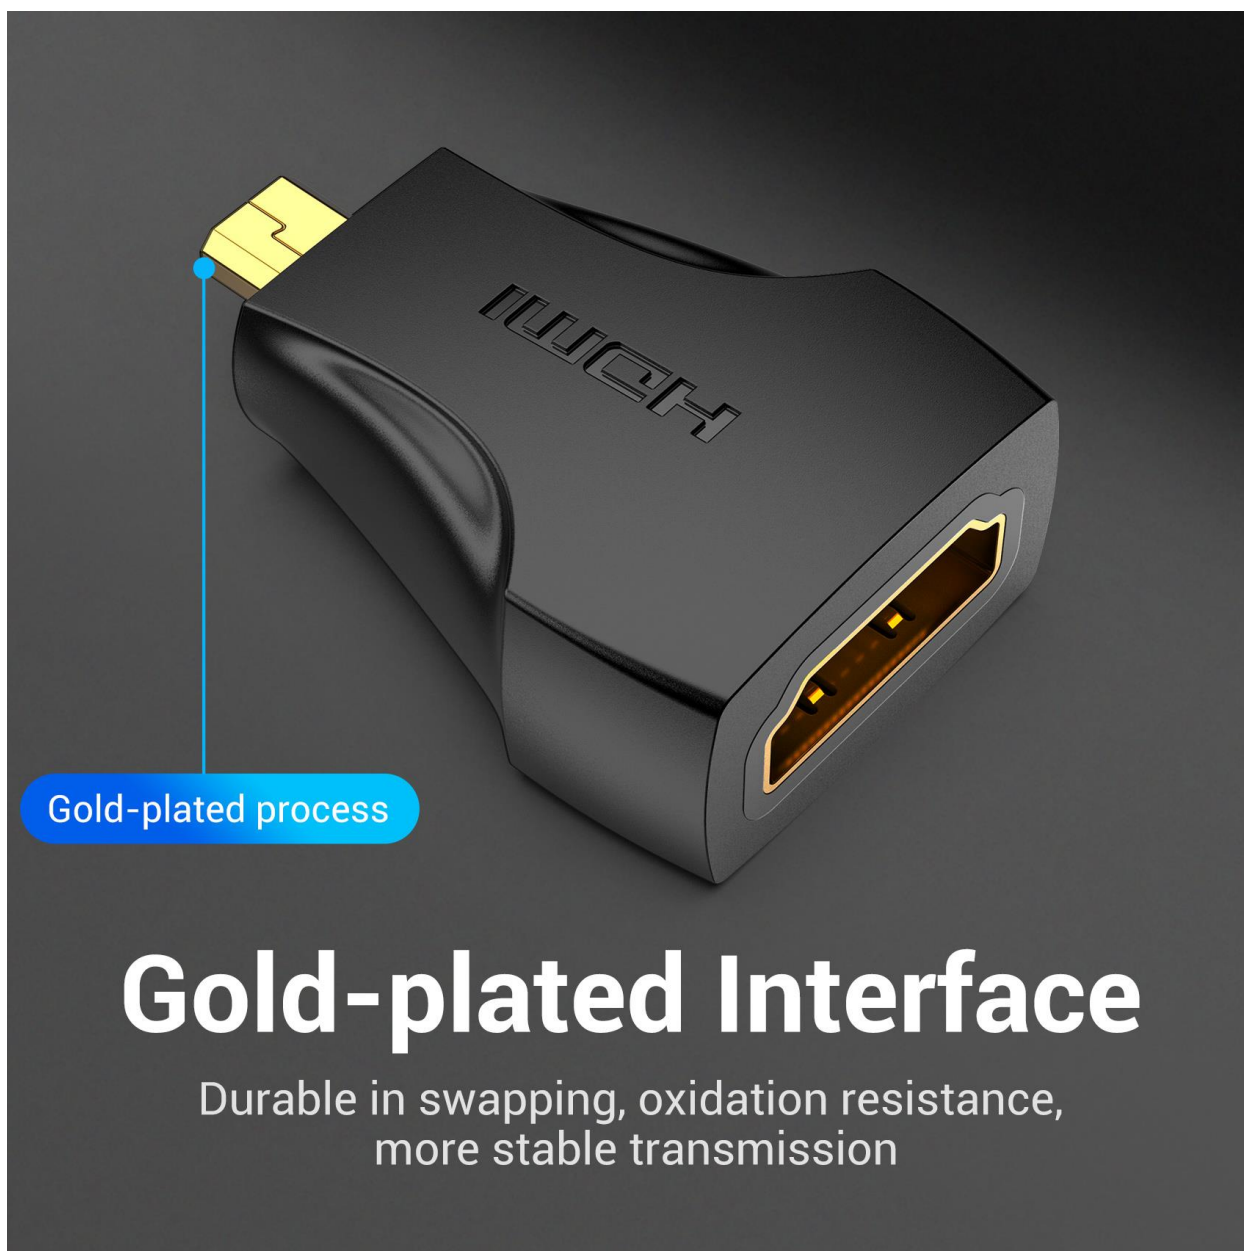 HDMI
Gold-plated process
Gold-plated Interface
Durable in swapping, oxidation resistance,
more stable transmission